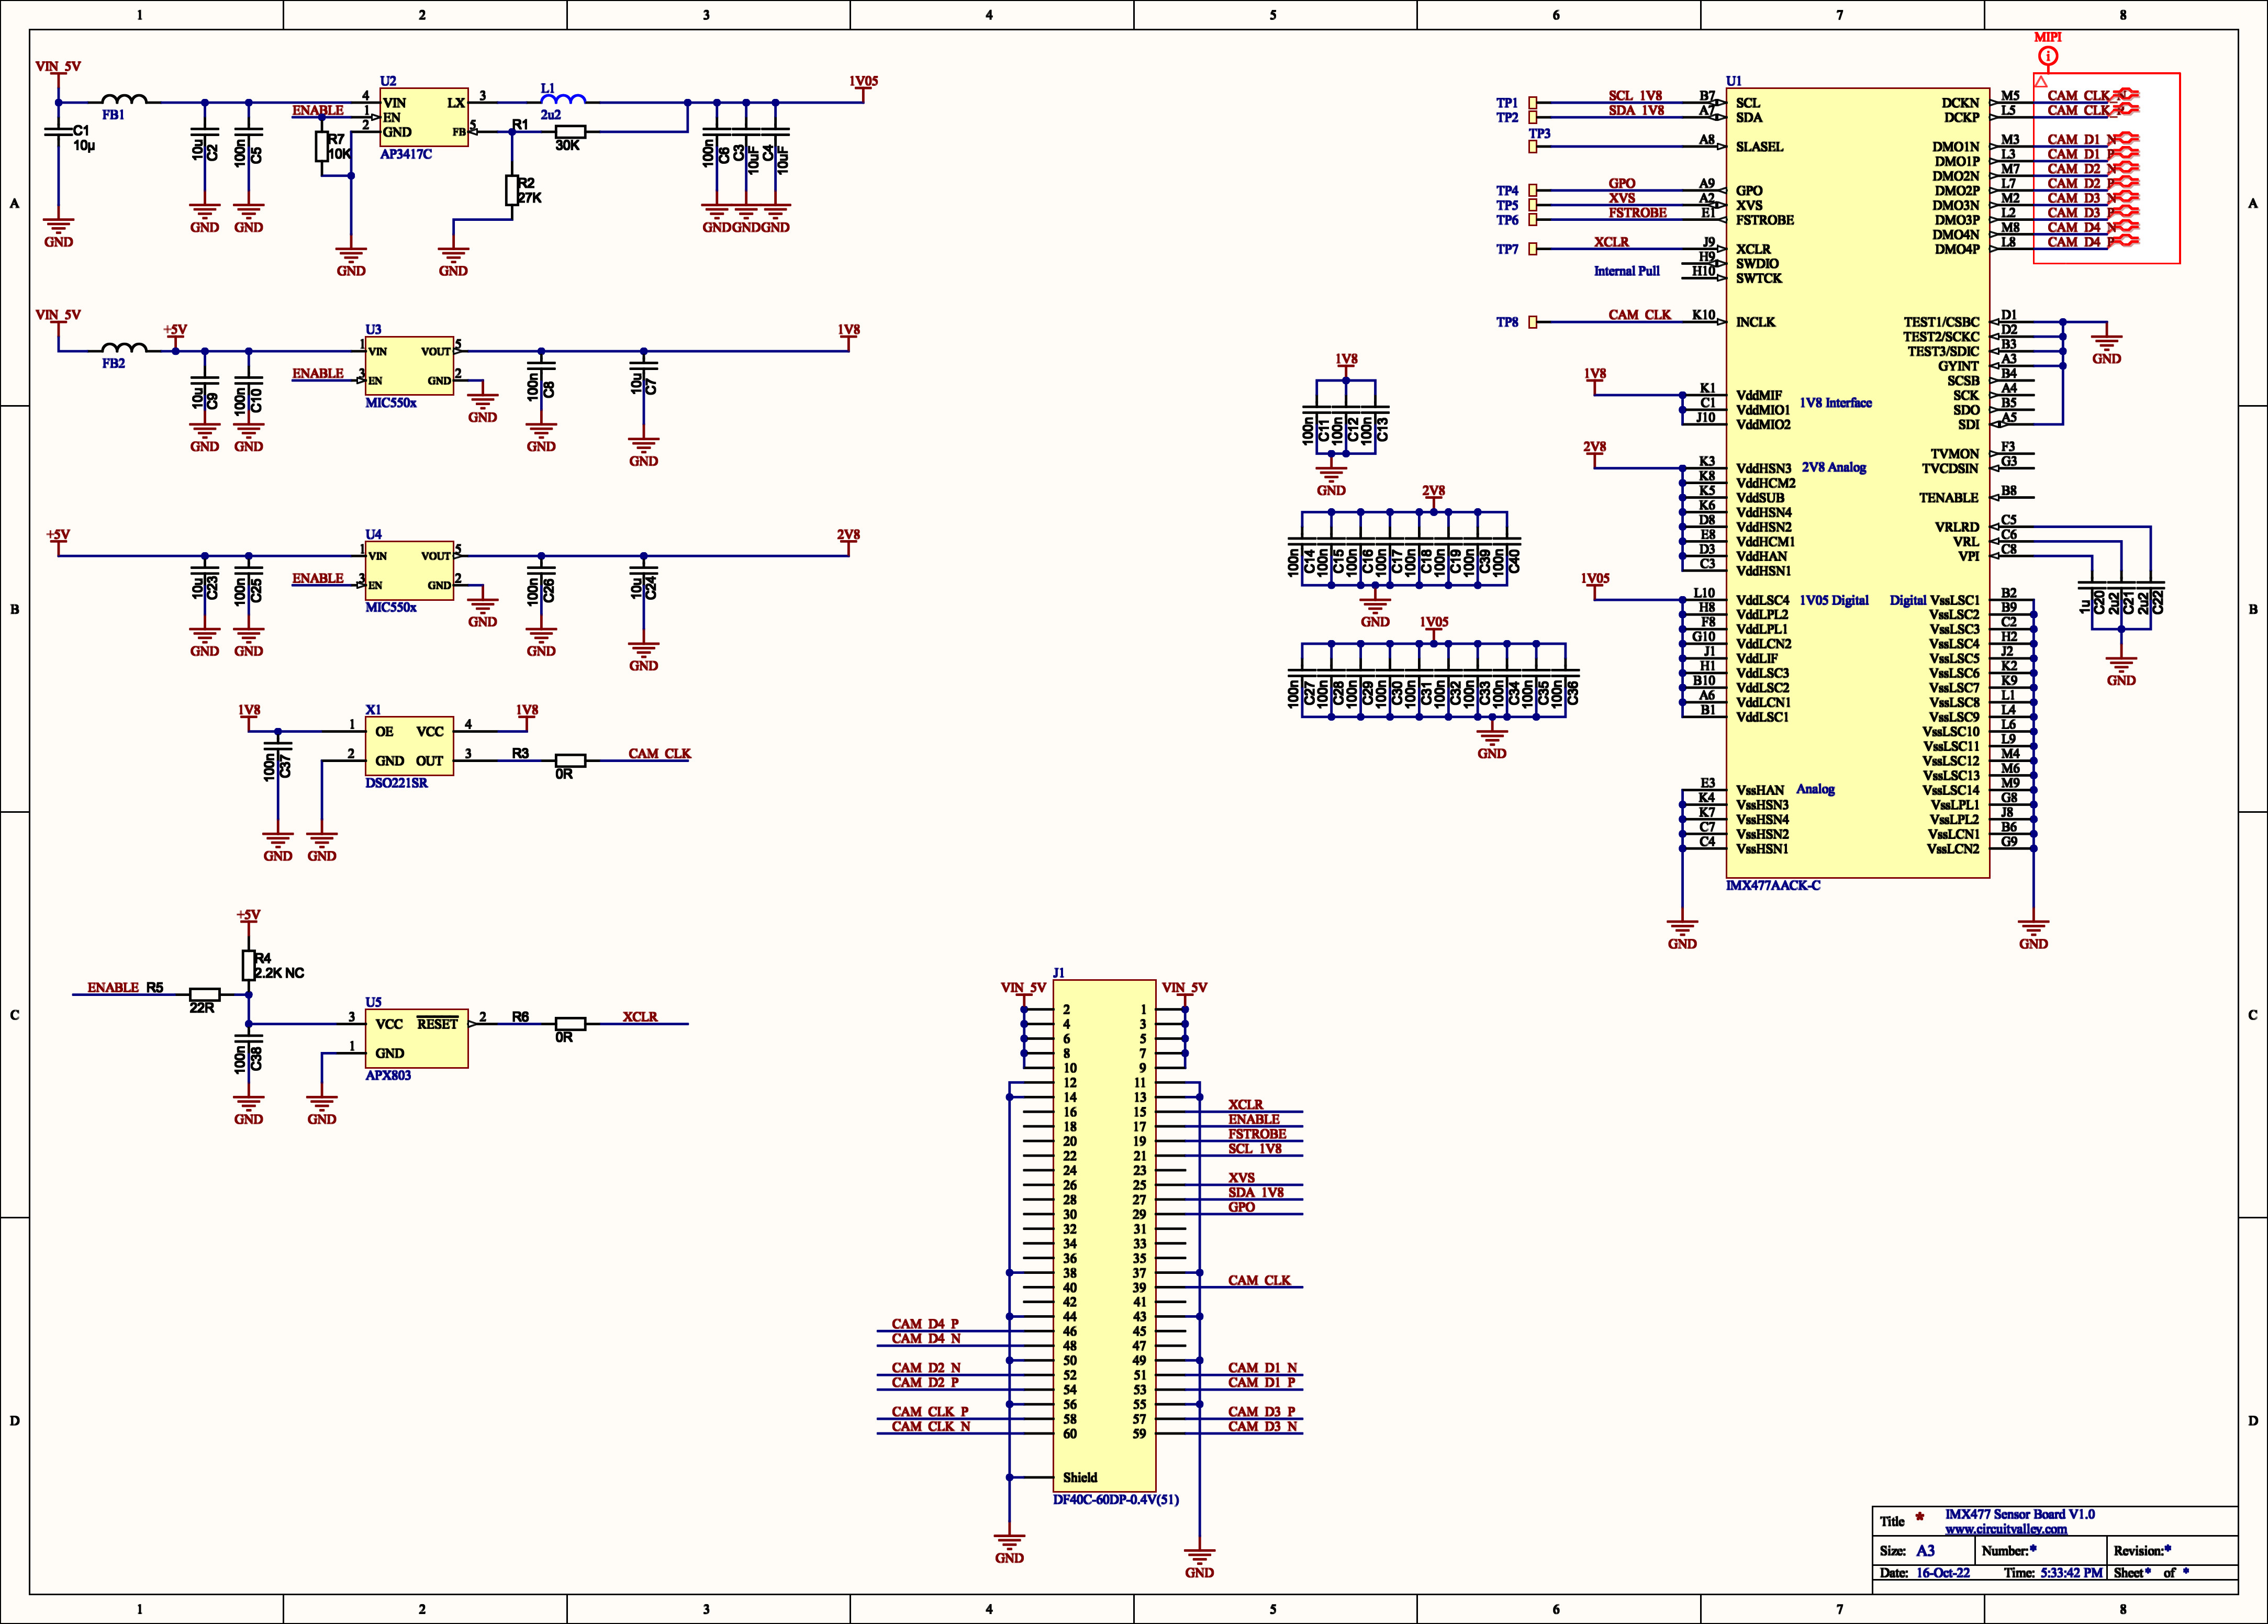 1 2 3 4 5 6 7 8
A
B
C
D
VIN_5V
FB1
C1
10µ
GND
10u
C2
GND
100n
C5
GND
ENABLE
R7
10K
U2
4 VIN LX 3
1 EN
2 GND FB 5
AP3417C
GND
L1
2u2
R1
30K
R2
27K
GND
1V05
100n
C6
10uF
C3
10uF
C4
GND GND GND
VIN_5V
FB2
+5V
10u
C9
GND
100n
C10
GND
ENABLE
U3
1 VIN VOUT 5
3 EN GND 2
MIC550x
GND
100n
C8
GND
10u
C7
GND
1V8
+5V
10u
C23
GND
100n
C25
GND
ENABLE
U4
1 VIN VOUT 5
3 EN GND 2
MIC550x
GND
100n
C26
GND
10u
C24
GND
2V8
1V8
100n
C37
GND
X1
1 OE VCC 4
2 GND OUT 3
DSO221SR
GND
1V8
R3
0R
CAM_CLK
+5V
R4
2.2K NC
ENABLE R5
22R
100n
C38
GND
U5
3 VCC RESET 2
1 GND
APX803
GND
R6
0R
XCLR
1V8
100n C11
100n C12
100n C13
GND
2V8
100n C14
100n C15
100n C16
100n C17
100n C18
100n C19
100n C39
100n C40
GND
1V05
100n C27
100n C28
100n C29
100n C30
100n C31
100n C32
100n C33
100n C34
100n C35
100n C36
GND
J1
VIN_5V VIN_5V
2 1
4 3
6 5
8 7
10 9
12 11
14 13
16 15 XCLR
18 17 ENABLE
20 19 FSTROBE
22 21 SCL_1V8
24 23
26 25 XVS
28 27 SDA_1V8
30 29 GPO
32 31
34 33
36 35
38 37
40 39 CAM_CLK
42 41
44 43
CAM_D4_P 46 45
CAM_D4_N 48 47
50 49
CAM_D2_N 52 51 CAM_D1_N
CAM_D2_P 54 53 CAM_D1_P
56 55
CAM_CLK_P 58 57 CAM_D3_P
CAM_CLK_N 60 59 CAM_D3_N
Shield
DF40C-60DP-0.4V(51)
GND
GND
MIPI
i
U1
TP1 SCL_1V8 B7 SCL
TP2 SDA_1V8 A7 SDA
TP3 A8 SLASEL
TP4 GPO A9 GPO
TP5 XVS A2 XVS
TP6 FSTROBE E1 FSTROBE
TP7 XCLR J9 XCLR
H9 SWDIO
Internal Pull H10 SWTCK
TP8 CAM_CLK K10 INCLK
1V8
K1 VddMIF
C1 VddMIO1 1V8 Interface
J10 VddMIO2
2V8
K3 VddHSN3 2V8 Analog
K8 VddHCM2
K5 VddSUB
K6 VddHSN4
D8 VddHSN2
E8 VddHCM1
D3 VddHAN
C3 VddHSN1
1V05
L10 VddLSC4 1V05 Digital
H8 VddLPL2
F8 VddLPL1
G10 VddLCN2
J1 VddLIF
H1 VddLSC3
B10 VddLSC2
A6 VddLCN1
B1 VddLSC1
E3 VssHAN Analog
K4 VssHSN3
K7 VssHSN4
C7 VssHSN2
C4 VssHSN1
IMX477AACK-C
GND
DCKN M5 CAM_CLK_N
DCKP L5 CAM_CLK_P
DMO1N M3 CAM_D1_N
DMO1P L3 CAM_D1_P
DMO2N M7 CAM_D2_N
DMO2P L7 CAM_D2_P
DMO3N M2 CAM_D3_N
DMO3P L2 CAM_D3_P
DMO4N M8 CAM_D4_N
DMO4P L8 CAM_D4_P
TEST1/CSBC D1
TEST2/SCKC D2
TEST3/SDIC B3
GYINT A3
SCSB B4
SCK A4
SDO B5
SDI A5
GND
TVMON F3
TVCDSIN G3
TENABLE B8
VRLRD C5
VRL C6
VPI C8
1u C20
2u2 C21
2u2 C22
GND
Digital VssLSC1 B2
VssLSC2 B9
VssLSC3 C2
VssLSC4 H2
VssLSC5 J2
VssLSC6 K2
VssLSC7 K9
VssLSC8 L1
VssLSC9 L4
VssLSC10 L6
VssLSC11 L9
VssLSC12 M4
VssLSC13 M6
VssLSC14 M9
VssLPL1 G8
VssLPL2 J8
VssLCN1 B6
VssLCN2 G9
GND
Title * IMX477 Sensor Board V1.0
www.circuitvalley.com
Size: A3 Number:* Revision:*
Date: 16-Oct-22 Time: 5:33:42 PM Sheet* of *
A
B
C
D
1 2 3 4 5 6 7 8